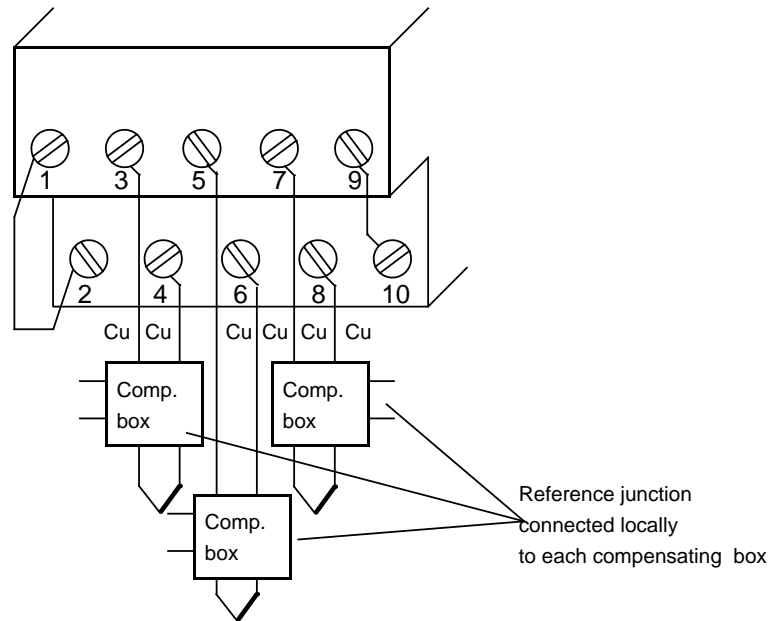 1 3 5 7 9
2 4 6 8 10
Cu Cu Cu Cu Cu Cu
Comp.
box
Comp.
box
Comp.
box
Reference junction
connected locally
to each compensating box